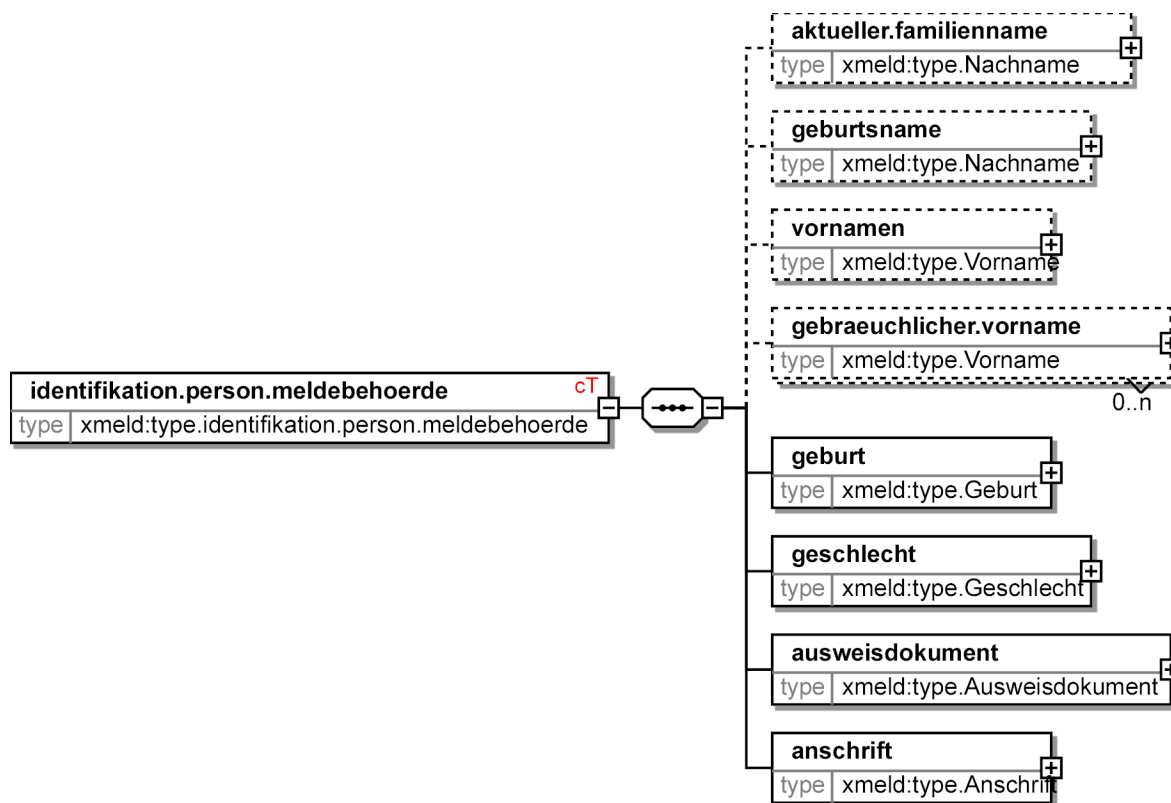 aktueller.familienname
type xmeld:type.Nachname
geburtsname
type xmeld:type.Nachname
vornamen
type xmeld:type.Vorname
gebraeuchlicher.vorname
type xmeld:type.Vorname
0..n
identifikation.person.meldebehoerde cT
type xmeld:type.identifikation.person.meldebehoerde
geburt
type xmeld:type.Geburt
geschlecht
type xmeld:type.Geschlecht
ausweisdokument
type xmeld:type.Ausweisdokument
anschrift
type xmeld:type.Anschrift